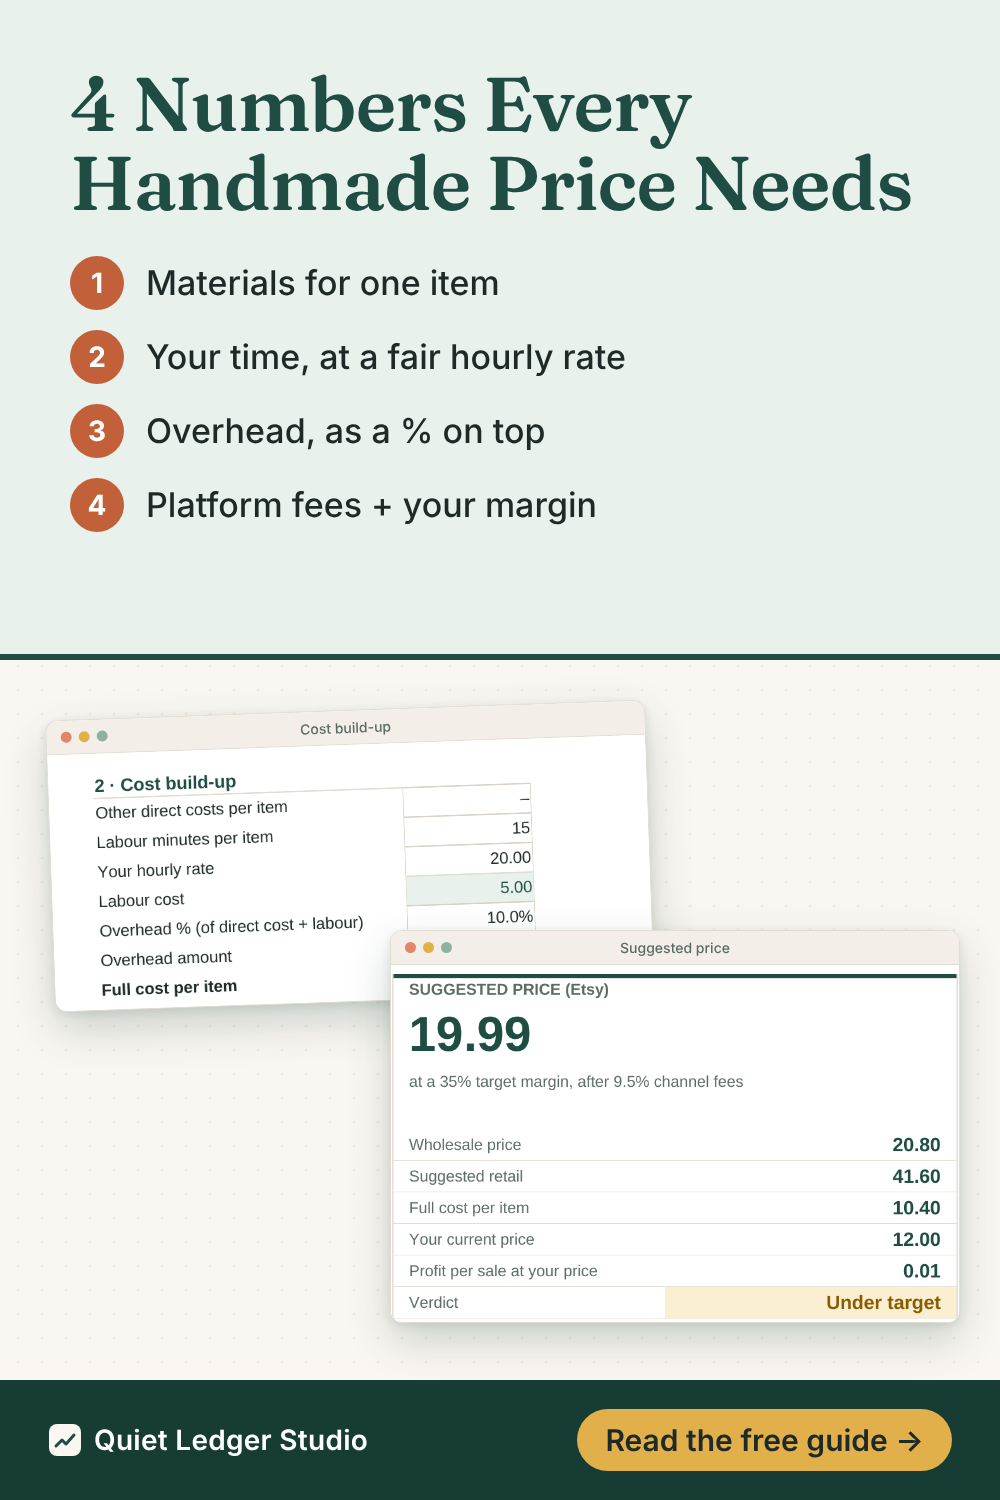 4 Numbers Every
Handmade Price Needs
1 Materials for one item
2 Your time, at a fair hourly rate
3 Overhead, as a % on top
4 Platform fees + your margin
Cost build-up
2 · Cost build-up
Other direct costs per item –
Labour minutes per item 15
Your hourly rate 20.00
Labour cost 5.00
Overhead % (of direct cost + labour) 10.0%
Overhead amount
Full cost per item
Suggested price
SUGGESTED PRICE (Etsy)
19.99
at a 35% target margin, after 9.5% channel fees
Wholesale price 20.80
Suggested retail 41.60
Full cost per item 10.40
Your current price 12.00
Profit per sale at your price 0.01
Verdict Under target
Quiet Ledger Studio
Read the free guide →